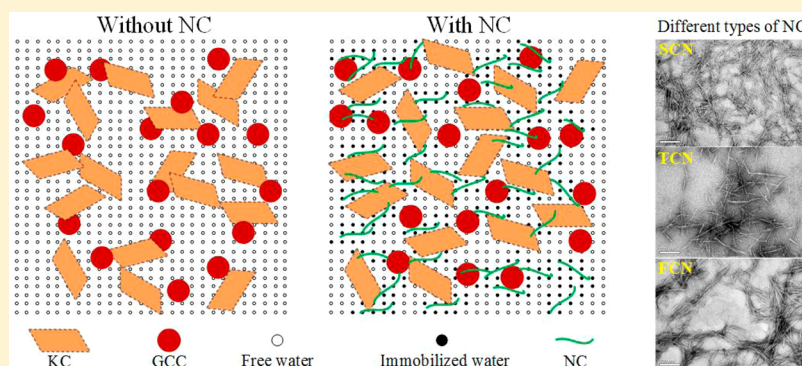 Without NC
With NC
Different types of NC
SCN
TCN
FCN
KC
GCC
Free water
Immobilized water
NC